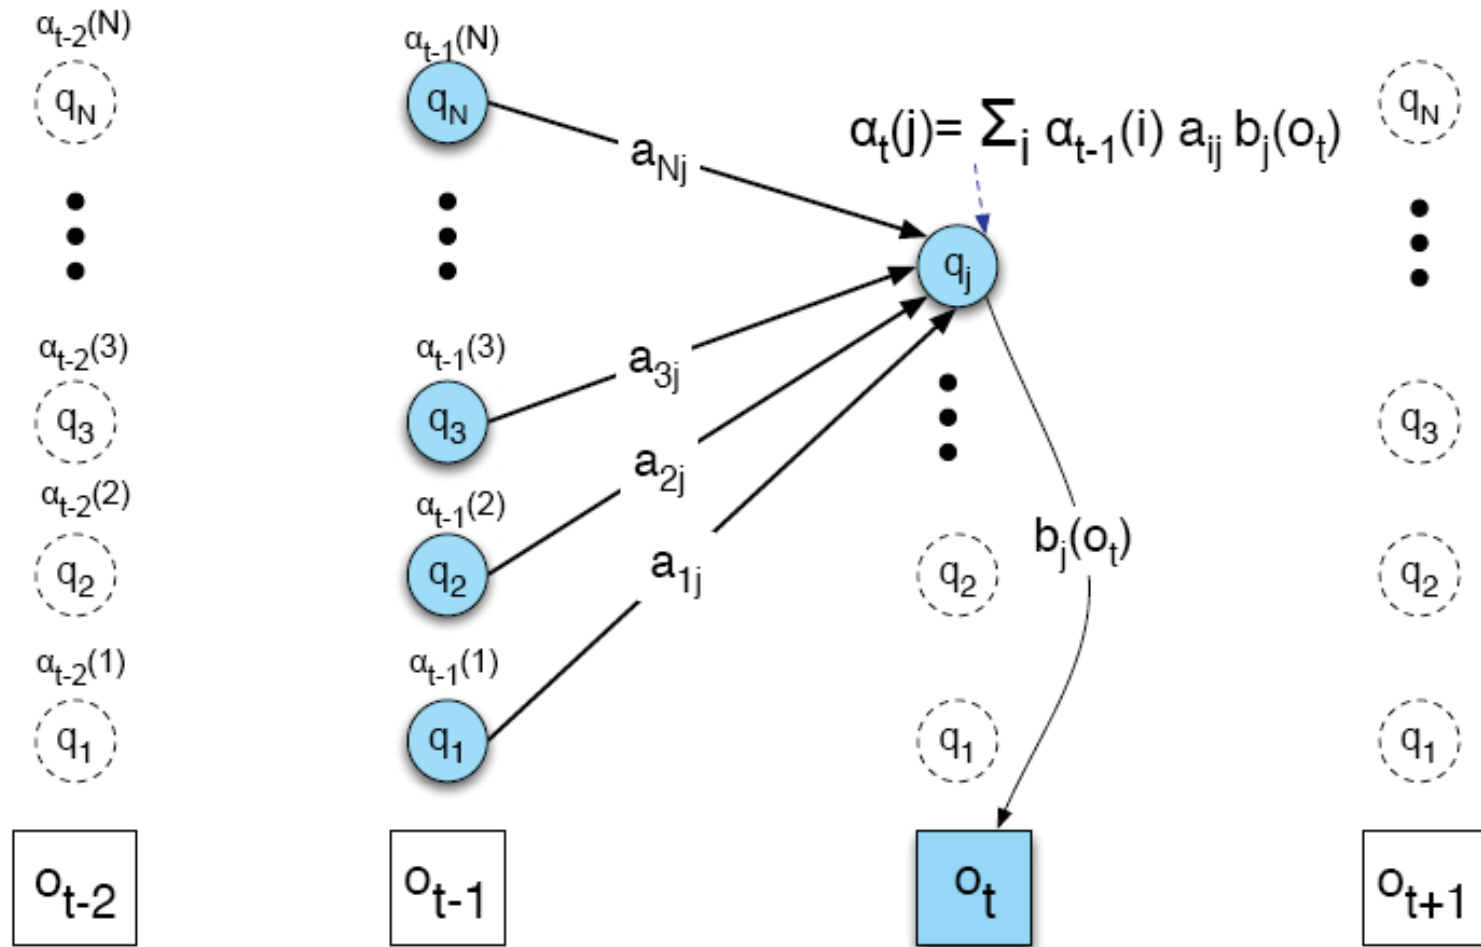 αt-2(N)
qN
αt-2(3)
q3
αt-2(2)
q2
αt-2(1)
q1
ot-2
αt-1(N)
qN
αt-1(3)
q3
αt-1(2)
q2
αt-1(1)
q1
ot-1
aNj
a3j
a2j
a1j
αt(j)= Σi αt-1(i) aij bj(ot)
qj
bj(ot)
q2
q1
ot
qN
q3
q2
q1
ot+1